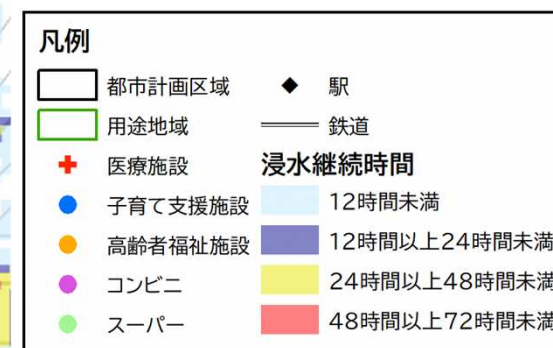 凡例
都市計画区域
用途地域
医療施設
子育て支援施設
高齢者福祉施設
コンビニ
スーパー
駅
鉄道
浸水継続時間
12時間未満
12時間以上24時間未満
24時間以上48時間未満
48時間以上72時間未満